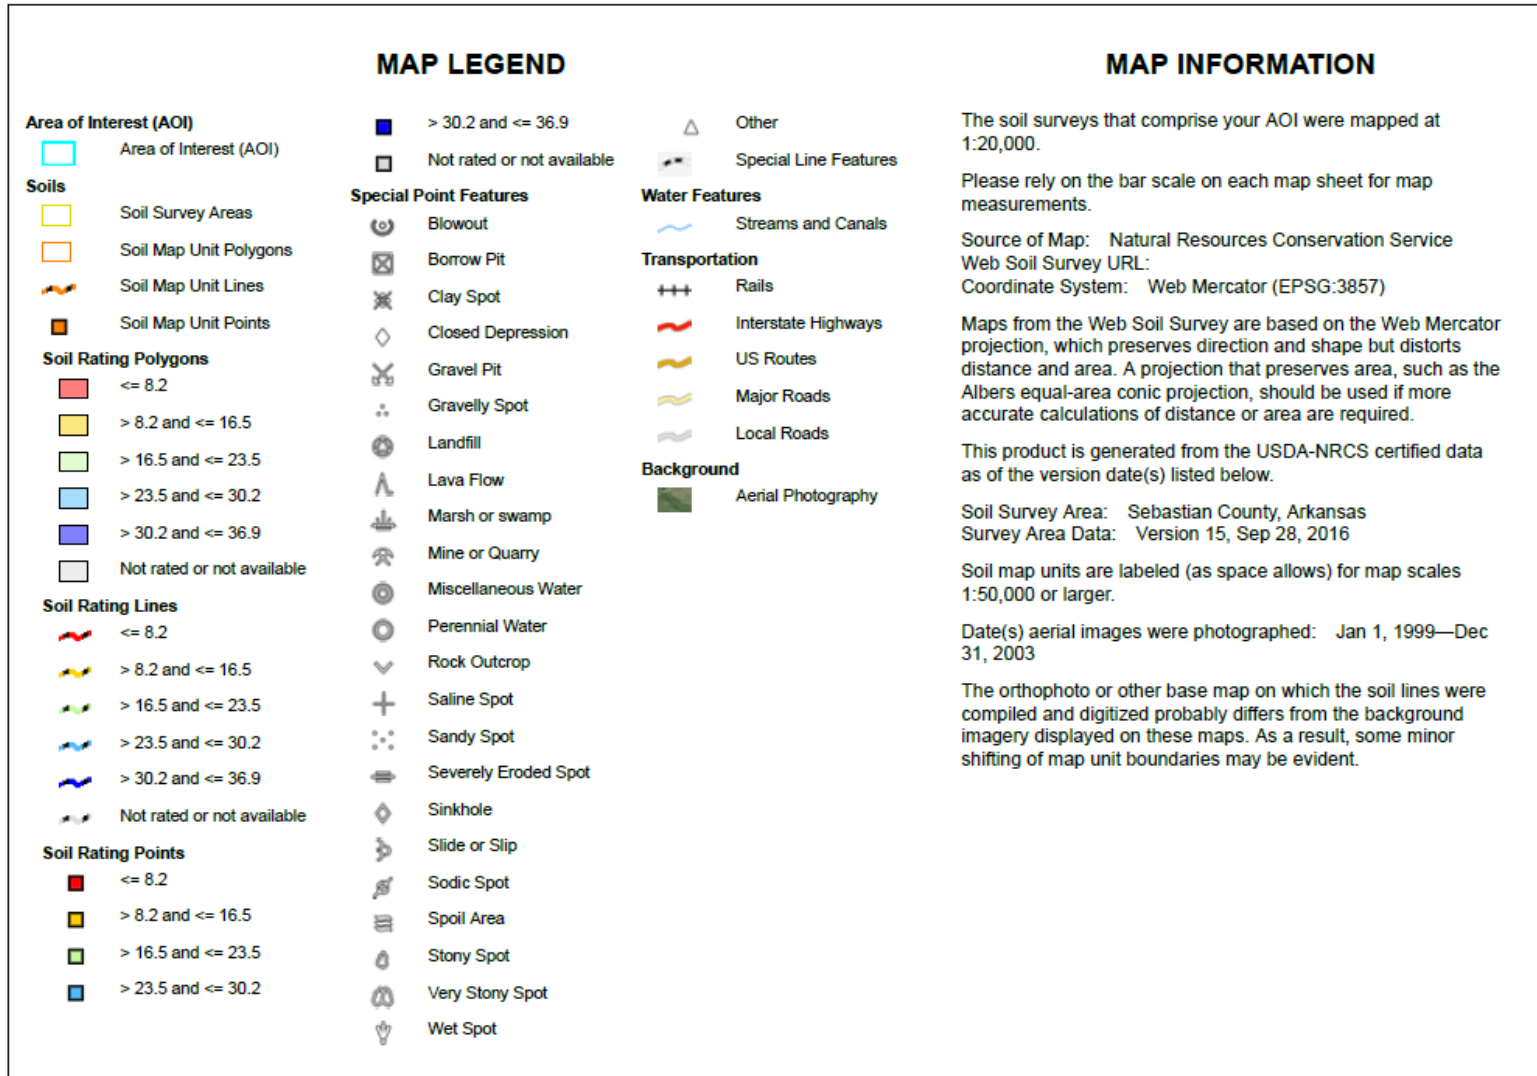 MAP LEGEND
Area of Interest (AOI)
Area of Interest (AOI)
Soils
Soil Survey Areas
Soil Map Unit Polygons
Soil Map Unit Lines
Soil Map Unit Points
Soil Rating Polygons
<= 8.2
> 8.2 and <= 16.5
> 16.5 and <= 23.5
> 23.5 and <= 30.2
> 30.2 and <= 36.9
Not rated or not available
Soil Rating Lines
<= 8.2
> 8.2 and <= 16.5
> 16.5 and <= 23.5
> 23.5 and <= 30.2
> 30.2 and <= 36.9
Not rated or not available
Soil Rating Points
<= 8.2
> 8.2 and <= 16.5
> 16.5 and <= 23.5
> 23.5 and <= 30.2
> 30.2 and <= 36.9
Not rated or not available
Special Point Features
Blowout
Borrow Pit
Clay Spot
Closed Depression
Gravel Pit
Gravelly Spot
Landfill
Lava Flow
Marsh or swamp
Mine or Quarry
Miscellaneous Water
Perennial Water
Rock Outcrop
Saline Spot
Sandy Spot
Severely Eroded Spot
Sinkhole
Slide or Slip
Sodic Spot
Spoil Area
Stony Spot
Very Stony Spot
Wet Spot
Other
Special Line Features
Water Features
Streams and Canals
Transportation
Rails
Interstate Highways
US Routes
Major Roads
Local Roads
Background
Aerial Photography
MAP INFORMATION
The soil surveys that comprise your AOI were mapped at
1:20,000.
Please rely on the bar scale on each map sheet for map
measurements.
Source of Map: Natural Resources Conservation Service
Web Soil Survey URL:
Coordinate System: Web Mercator (EPSG:3857)
Maps from the Web Soil Survey are based on the Web Mercator
projection, which preserves direction and shape but distorts
distance and area. A projection that preserves area, such as the
Albers equal-area conic projection, should be used if more
accurate calculations of distance or area are required.
This product is generated from the USDA-NRCS certified data
as of the version date(s) listed below.
Soil Survey Area: Sebastian County, Arkansas
Survey Area Data: Version 15, Sep 28, 2016
Soil map units are labeled (as space allows) for map scales
1:50,000 or larger.
Date(s) aerial images were photographed: Jan 1, 1999—Dec
31, 2003
The orthophoto or other base map on which the soil lines were
compiled and digitized probably differs from the background
imagery displayed on these maps. As a result, some minor
shifting of map unit boundaries may be evident.